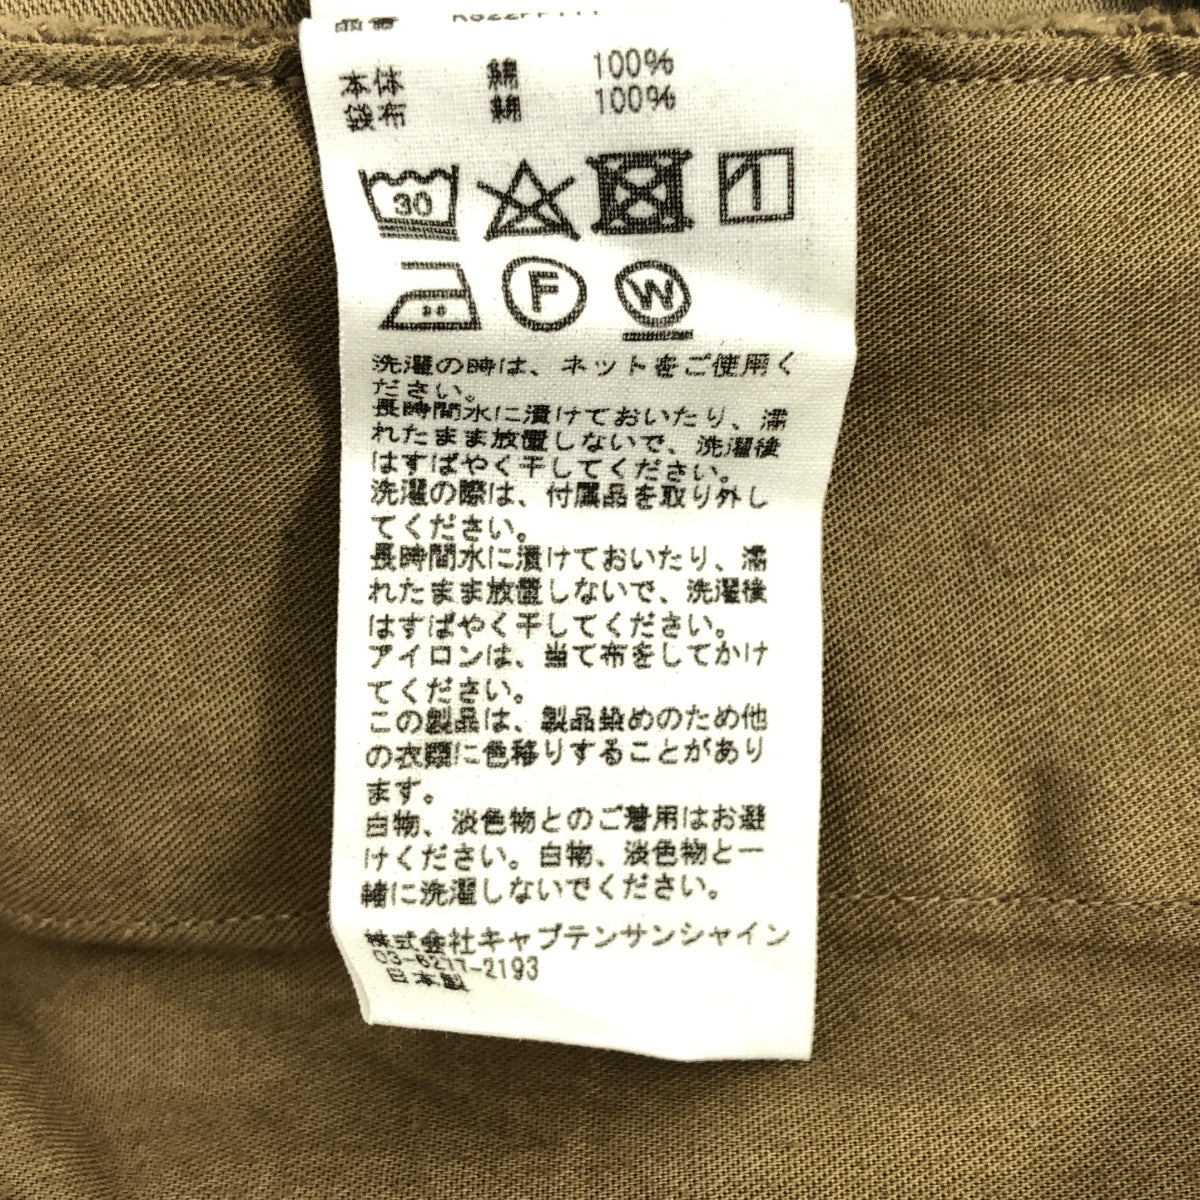 本体 綿 100%
袋布 綿 100%
30
F W
洗濯の時は、ネットをご使用く
ださい。
長時間水に漬けておいたり、濡
れたまま放置しないで、洗濯後
はすばやく干してください。
洗濯の際は、付属品を取り外し
てください。
長時間水に漬けておいたり、濡
れたまま放置しないで、洗濯後
はすばやく干してください。
アイロンは、当て布をしてかけ
てください。
この製品は、製品染めのため他
の衣類に色移りすることがあり
ます。
白物、淡色物とのご着用はお避
けください。白物、淡色物と一
緒に洗濯しないでください。
株式会社キャプテンサンシャイン
03-6277-2193
日本製